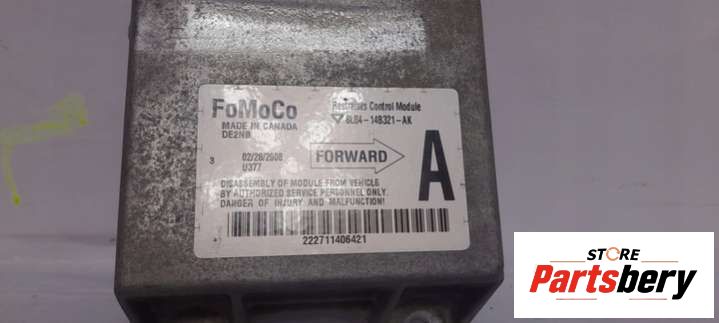 FoMoCo
MADE IN CANADA
DE2NB
Restraints Control Module
8L84-14B321-AK
3
02/28/2008
U377
FORWARD
A
DISASSEMBLY OF MODULE FROM VEHICLE
BY AUTHORIZED SERVICE PERSONNEL ONLY.
DANGER OF INJURY AND MALFUNCTION!
222711406421
STORE
Partsbery